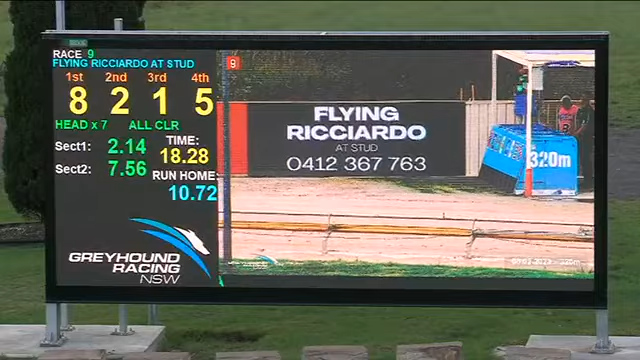 RACE 9
FLYING RICCIARDO AT STUD
1st 2nd 3rd 4th
8 2 1 5
HEAD x 7 ALL CLR
Sect1: 2.14
Sect2: 7.56
TIME:
18.28
RUN HOME:
10.72
GREYHOUND
RACING
NSW
9
FLYING
RICCIARDO
AT STUD
0412 367 763
320m